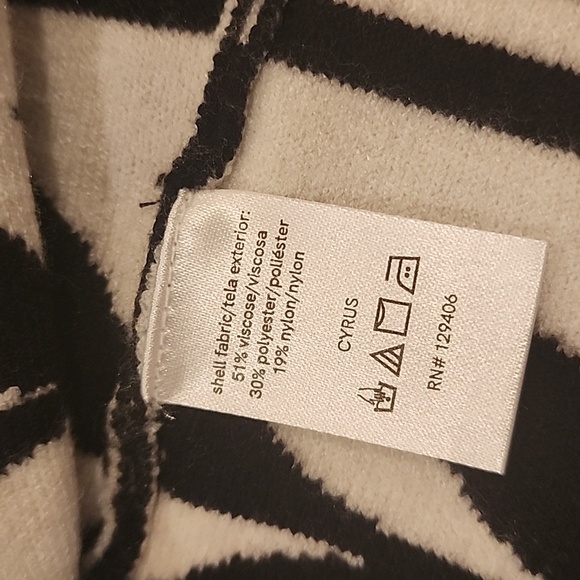 shell fabric/tela exterior:
51% viscose/viscosa
30% polyester/poliéster
19% nylon/nylon
CYRUS
RN# 129406